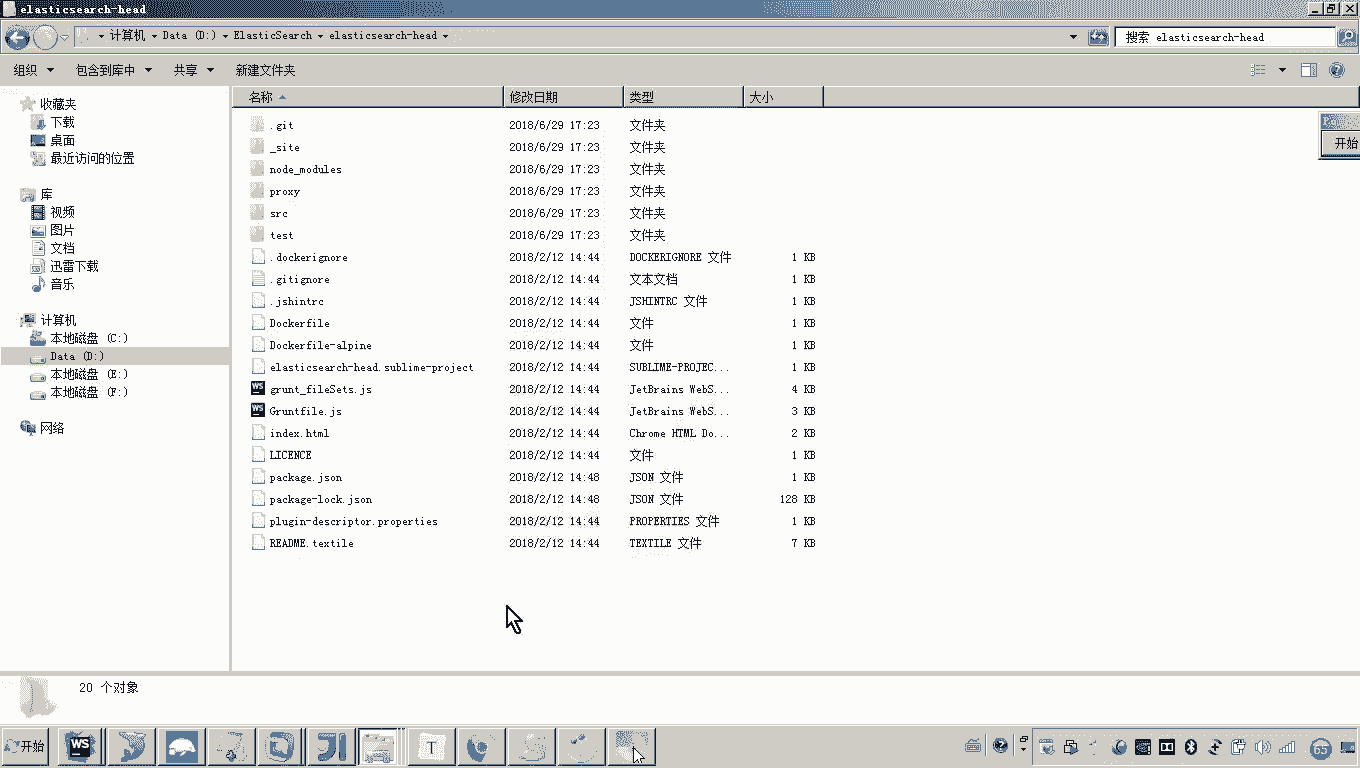 elasticsearch-head
计算机 Data (D:) ElasticSearch elasticsearch-head
搜索 elasticsearch-head
组织 包含到库中 共享 新建文件夹
名称 修改日期 类型 大小
收藏夹
下载
桌面
最近访问的位置
库
视频
图片
文档
迅雷下载
音乐
计算机
本地磁盘 (C:)
Data (D:)
本地磁盘 (E:)
本地磁盘 (F:)
网络
.git 2018/6/29 17:23 文件夹
_site 2018/6/29 17:23 文件夹
node_modules 2018/6/29 17:23 文件夹
proxy 2018/6/29 17:23 文件夹
src 2018/6/29 17:23 文件夹
test 2018/6/29 17:23 文件夹
.dockerignore 2018/2/12 14:44 DOCKERIGNORE 文件 1 KB
.gitignore 2018/2/12 14:44 文本文档 1 KB
.jshintrc 2018/2/12 14:44 JSHINTRC 文件 1 KB
Dockerfile 2018/2/12 14:44 文件 1 KB
Dockerfile-alpine 2018/2/12 14:44 文件 1 KB
elasticsearch-head.sublime-project 2018/2/12 14:44 SUBLIME-PROJEC... 1 KB
grunt_fileSets.js 2018/2/12 14:44 JetBrains WebS... 4 KB
Gruntfile.js 2018/2/12 14:44 JetBrains WebS... 3 KB
index.html 2018/2/12 14:44 Chrome HTML Do... 2 KB
LICENCE 2018/2/12 14:44 文件 1 KB
package.json 2018/2/12 14:48 JSON 文件 1 KB
package-lock.json 2018/2/12 14:48 JSON 文件 128 KB
plugin-descriptor.properties 2018/2/12 14:44 PROPERTIES 文件 1 KB
README.textile 2018/2/12 14:44 TEXTILE 文件 7 KB
开始
20 个对象
开始 WS T 65